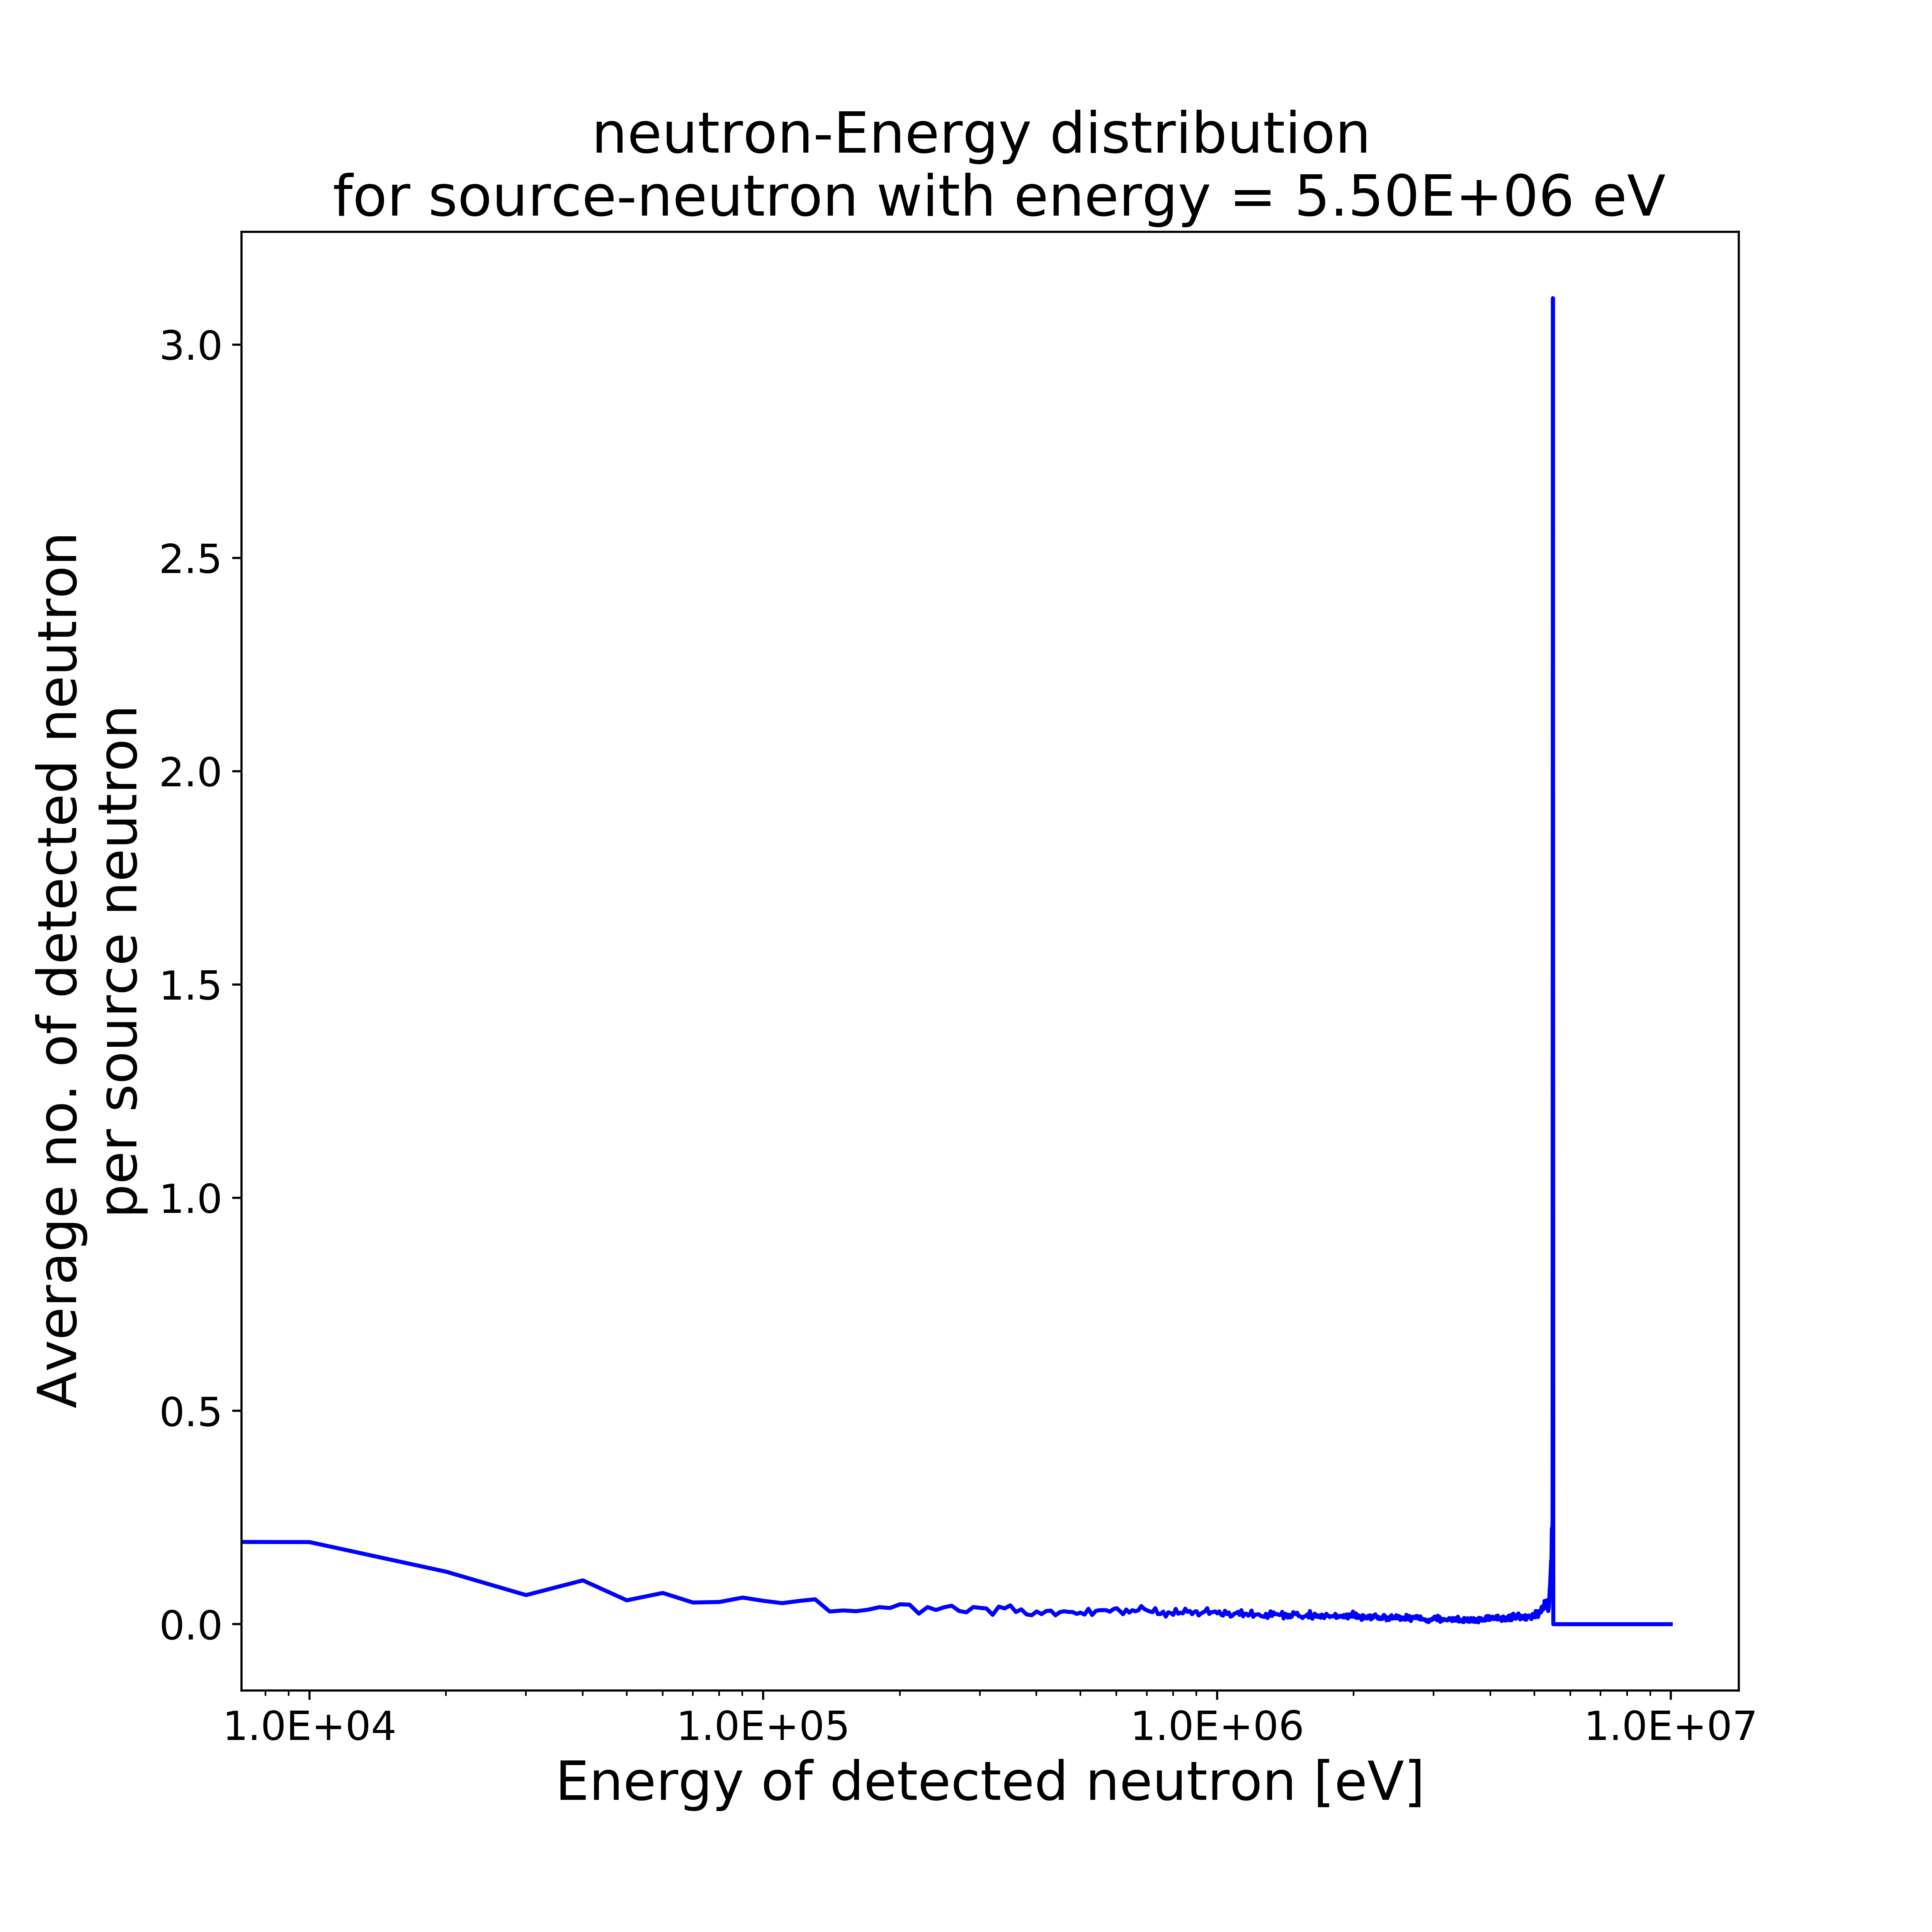 neutron-Energy distribution
for source-neutron with energy = 5.50E+06 eV
Average no. of detected neutron
per source neutron
3.0
2.5
2.0
1.5
1.0
0.5
0.0
1.0E+04
1.0E+05
1.0E+06
1.0E+07
Energy of detected neutron [eV]